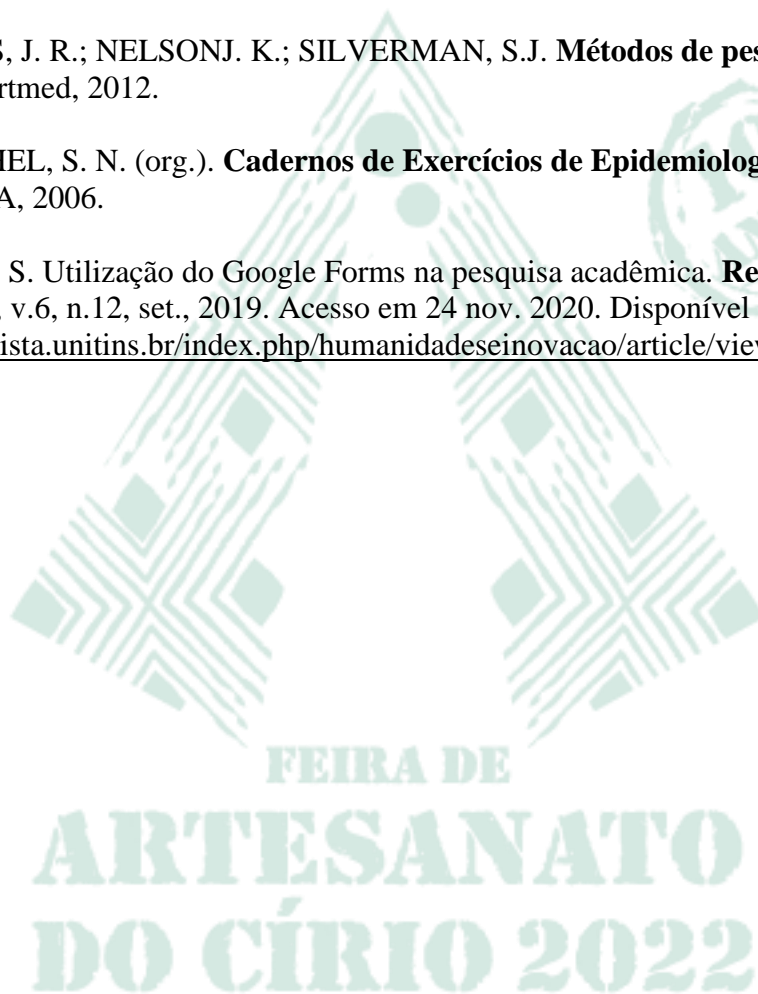 S, J. R.; NELSONJ. K.; SILVERMAN, S.J. Métodos de pes
rtmed, 2012.
HEL, S. N. (org.). Cadernos de Exercícios de Epidemiolog
A, 2006.
S. Utilização do Google Forms na pesquisa acadêmica. Re
, v.6, n.12, set., 2019. Acesso em 24 nov. 2020. Disponível
ista.unitins.br/index.php/humanidadeseinovacao/article/view
FEIRA DE
ARTESANATO
DO CÍRIO 2022